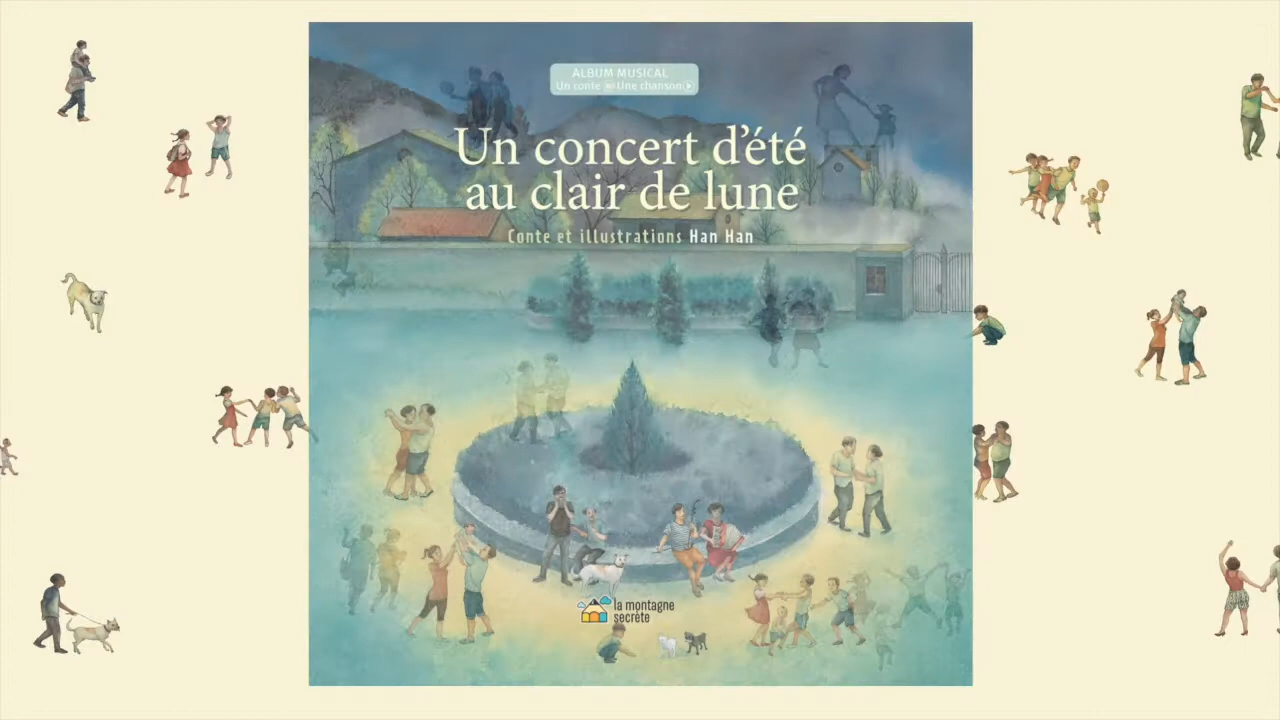 ALBUM MUSICAL
Un conte Une chanson
Un concert d'été
au clair de lune
Conte et illustrations Han Han
la montagne
secrète